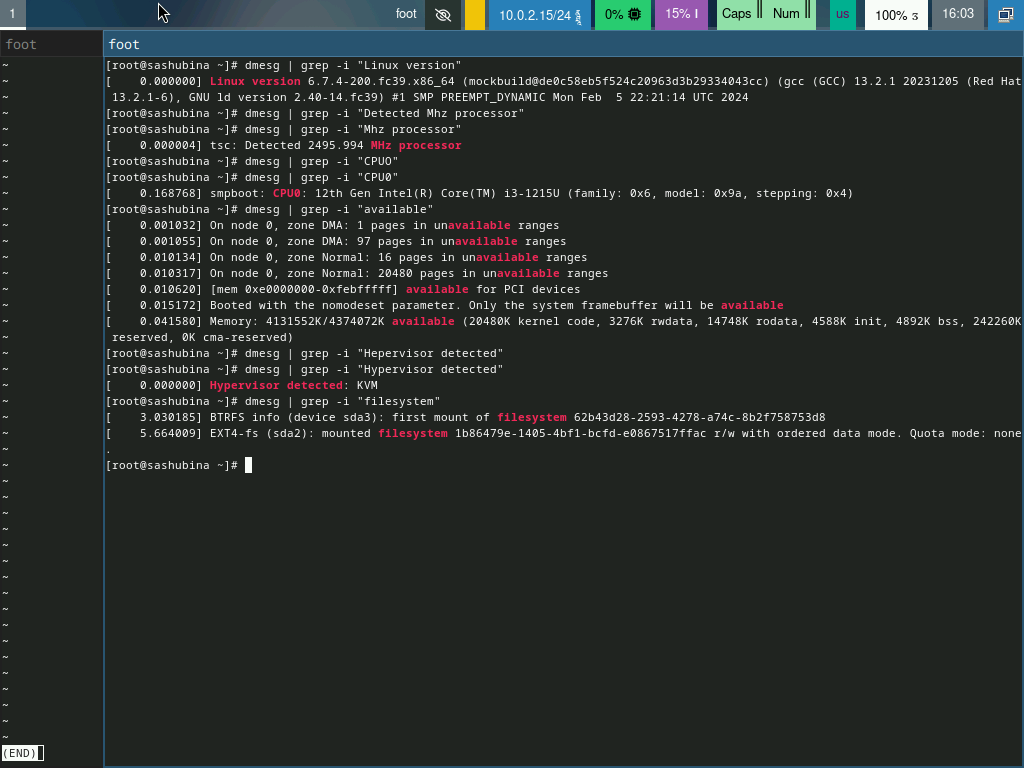 1 foot 10.0.2.15/24 0% 15% Caps Num us 100% 16:03
foot
foot
[root@sashubina ~]# dmesg | grep -i "Linux version"
[    0.000000] Linux version 6.7.4-200.fc39.x86_64 (mockbuild@de0c58eb5f524c20963d3b29334043cc) (gcc (GCC) 13.2.1 20231205 (Red Hat
 13.2.1-6), GNU ld version 2.40-14.fc39) #1 SMP PREEMPT_DYNAMIC Mon Feb  5 22:21:14 UTC 2024
[root@sashubina ~]# dmesg | grep -i "Detected Mhz processor"
[root@sashubina ~]# dmesg | grep -i "Mhz processor"
[    0.000004] tsc: Detected 2495.994 MHz processor
[root@sashubina ~]# dmesg | grep -i "CPUO"
[root@sashubina ~]# dmesg | grep -i "CPU0"
[    0.168768] smpboot: CPU0: 12th Gen Intel(R) Core(TM) i3-1215U (family: 0x6, model: 0x9a, stepping: 0x4)
[root@sashubina ~]# dmesg | grep -i "available"
[    0.001032] On node 0, zone DMA: 1 pages in unavailable ranges
[    0.001055] On node 0, zone DMA: 97 pages in unavailable ranges
[    0.010134] On node 0, zone Normal: 16 pages in unavailable ranges
[    0.010317] On node 0, zone Normal: 20480 pages in unavailable ranges
[    0.010620] [mem 0xe0000000-0xfebfffff] available for PCI devices
[    0.015172] Booted with the nomodeset parameter. Only the system framebuffer will be available
[    0.041580] Memory: 4131552K/4374072K available (20480K kernel code, 3276K rwdata, 14748K rodata, 4588K init, 4892K bss, 242260K
 reserved, 0K cma-reserved)
[root@sashubina ~]# dmesg | grep -i "Hepervisor detected"
[root@sashubina ~]# dmesg | grep -i "Hypervisor detected"
[    0.000000] Hypervisor detected: KVM
[root@sashubina ~]# dmesg | grep -i "filesystem"
[    3.030185] BTRFS info (device sda3): first mount of filesystem 62b43d28-2593-4278-a74c-8b2f758753d8
[    5.664009] EXT4-fs (sda2): mounted filesystem 1b86479e-1405-4bf1-bcfd-e0867517ffac r/w with ordered data mode. Quota mode: none
.
[root@sashubina ~]#
(END)